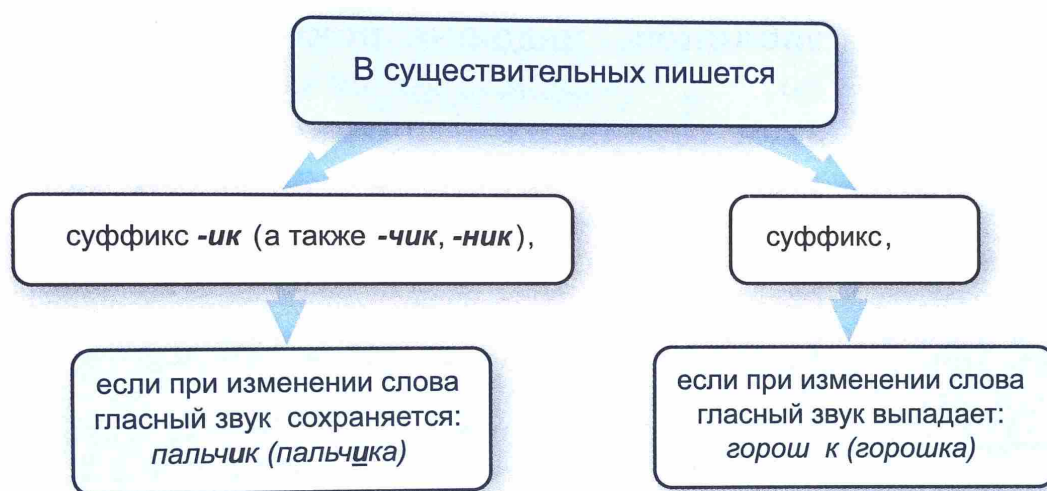 В существительных пишется
суффикс -ик (а также -чик, -ник),
суффикс,
если при изменении слова
гласный звук сохраняется:
пальчик (пальчика)
если при изменении слова
гласный звук выпадает:
горош к (горошка)